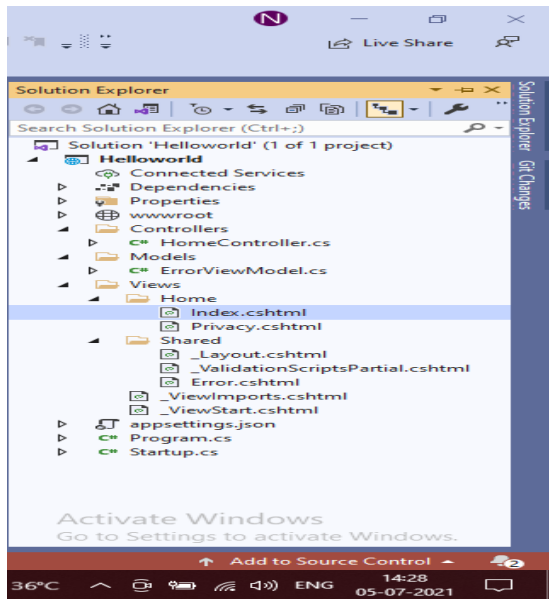 N
Live Share
Solution Explorer
Search Solution Explorer (Ctrl+;)
Solution 'Helloworld' (1 of 1 project)
Helloworld
Connected Services
Dependencies
Properties
wwwroot
Controllers
C# HomeController.cs
Models
C# ErrorViewModel.cs
Views
Home
Index.cshtml
Privacy.cshtml
Shared
_Layout.cshtml
_ValidationScriptsPartial.cshtml
Error.cshtml
_ViewImports.cshtml
_ViewStart.cshtml
appsettings.json
C# Program.cs
C# Startup.cs
Solution Explorer
Git Changes
Activate Windows
Go to Settings to activate Windows.
Add to Source Control
2
36°C
ENG
14:28
05-07-2021